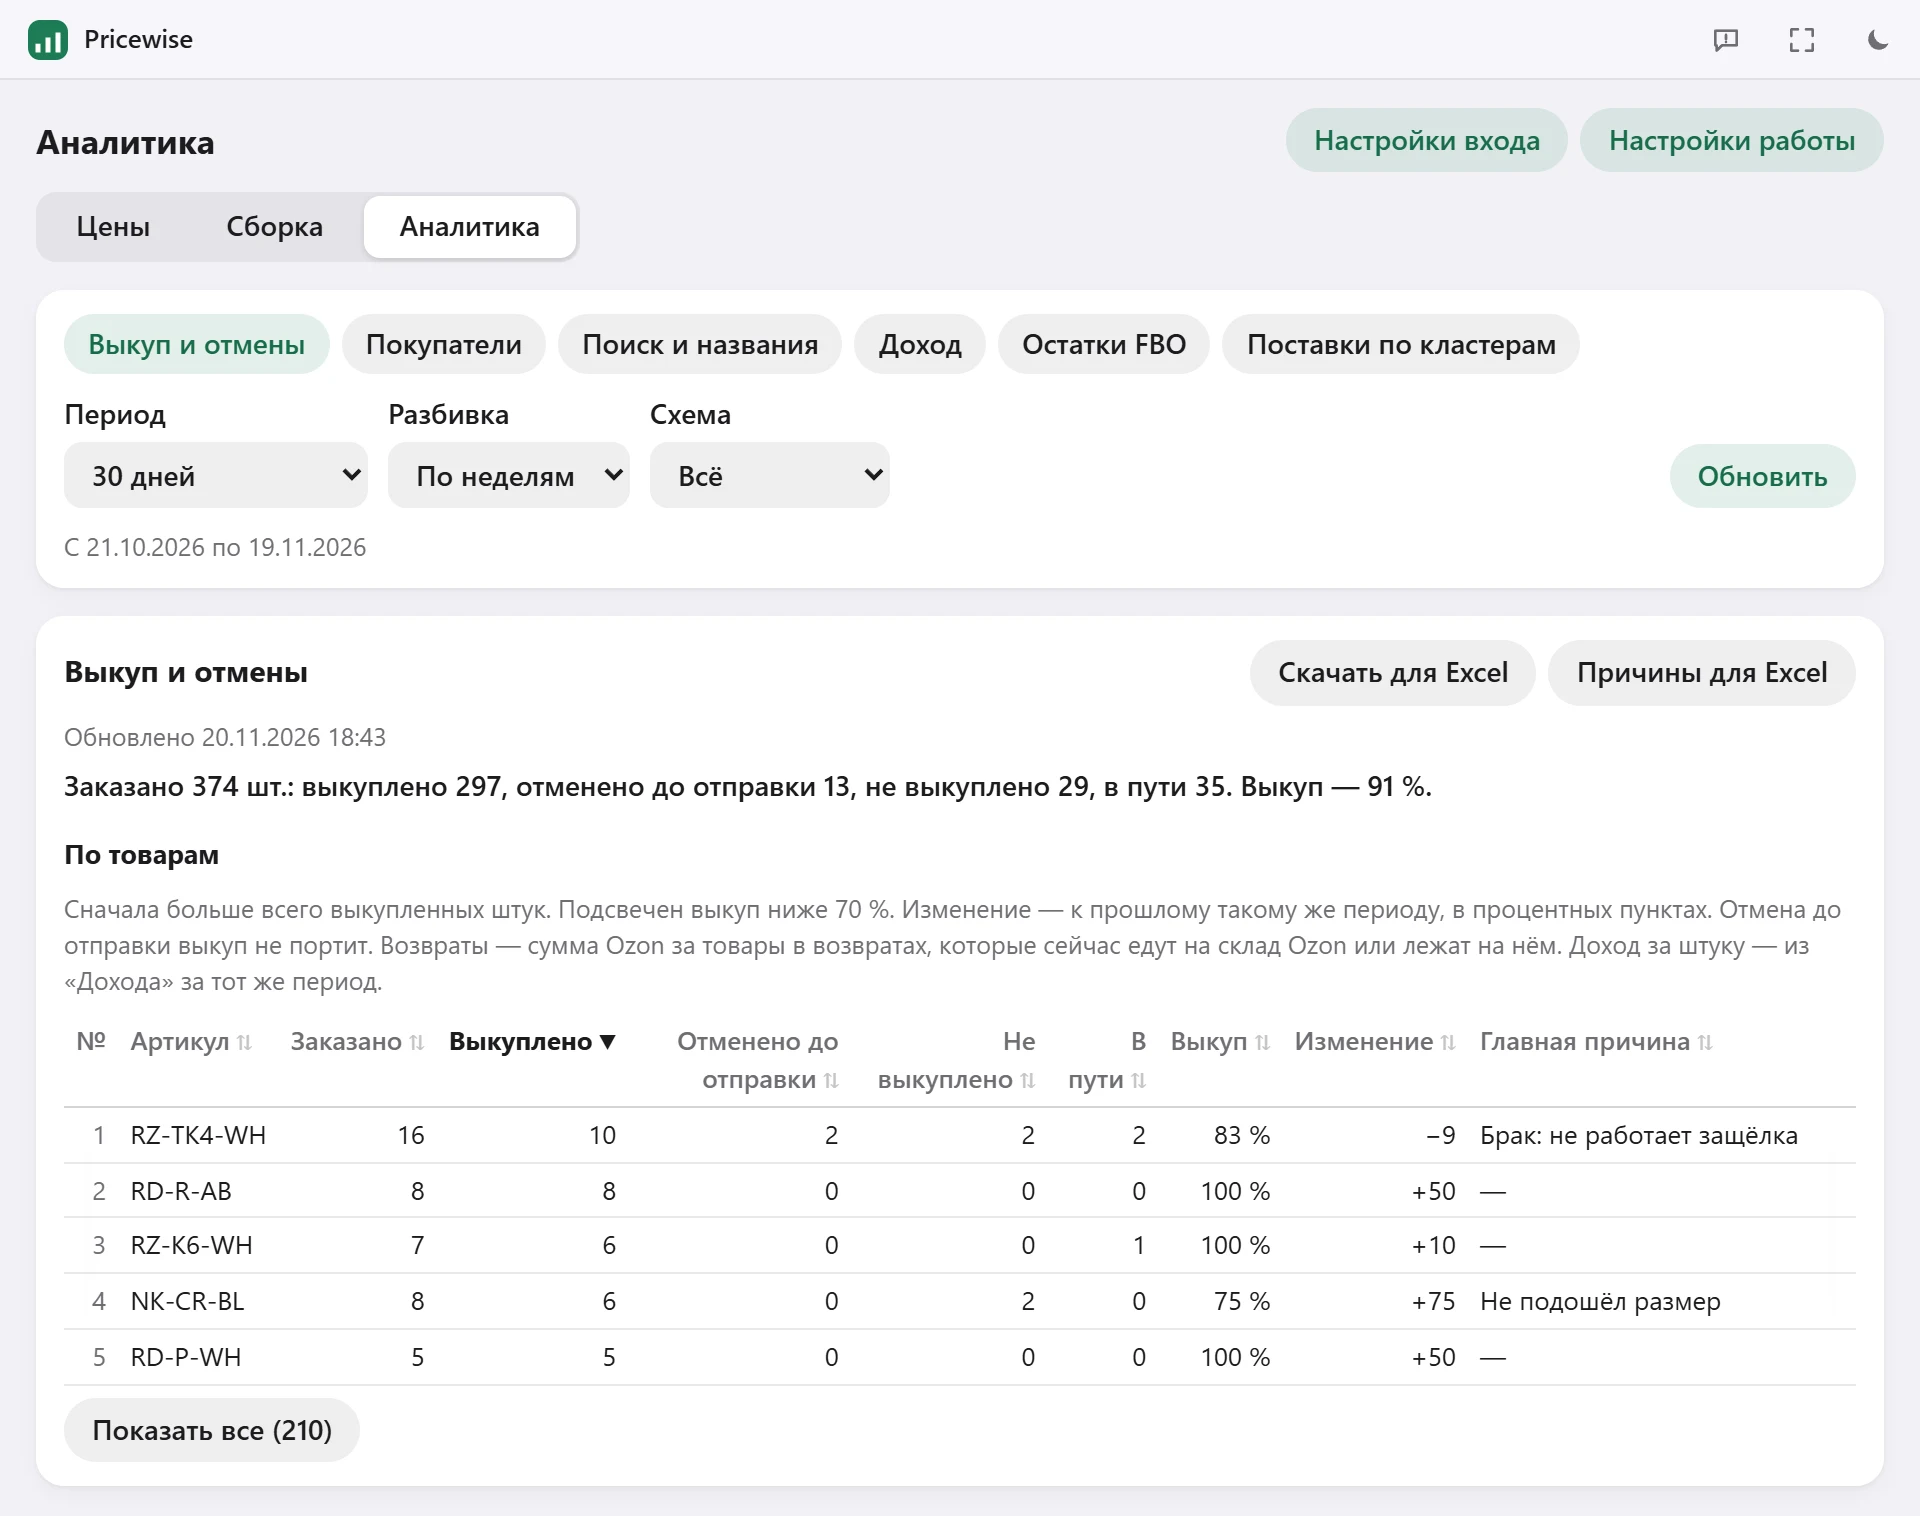 Pricewise
Аналитика
Настройки входа
Настройки работы
Цены
Сборка
Аналитика
Выкуп и отмены
Покупатели
Поиск и названия
Доход
Остатки FBO
Поставки по кластерам
Период
Разбивка
Схема
30 дней
По неделям
Всё
Обновить
С 21.10.2026 по 19.11.2026
Выкуп и отмены
Скачать для Excel
Причины для Excel
Обновлено 20.11.2026 18:43
Заказано 374 шт.: выкуплено 297, отменено до отправки 13, не выкуплено 29, в пути 35. Выкуп — 91 %.
По товарам
Сначала больше всего выкупленных штук. Подсвечен выкуп ниже 70 %. Изменение — к прошлому такому же периоду, в процентных пунктах. Отмена до
отправки выкуп не портит. Возвраты — сумма Ozon за товары в возвратах, которые сейчас едут на склад Ozon или лежат на нём. Доход за штуку — из
«Дохода» за тот же период.
№ Артикул ⇅ Заказано ⇅ Выкуплено ▼ Отменено до отправки ⇅ Не выкуплено ⇅ В пути ⇅ Выкуп ⇅ Изменение ⇅ Главная причина ⇅
1 RZ-TK4-WH 16 10 2 2 2 83 % −9 Брак: не работает защёлка
2 RD-R-AB 8 8 0 0 0 100 % +50 —
3 RZ-K6-WH 7 6 0 0 1 100 % +10 —
4 NK-CR-BL 8 6 0 2 0 75 % +75 Не подошёл размер
5 RD-P-WH 5 5 0 0 0 100 % +50 —
Показать все (210)